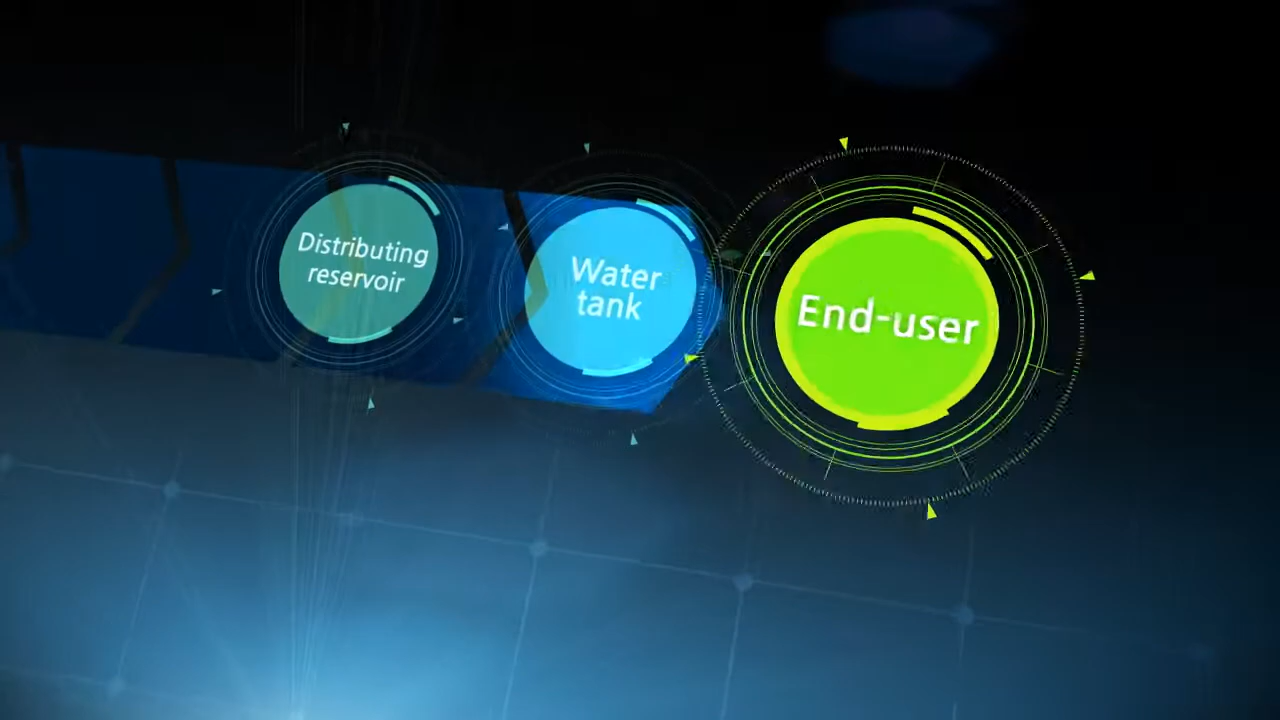 Distributing
reservoir
Water
tank
End-user